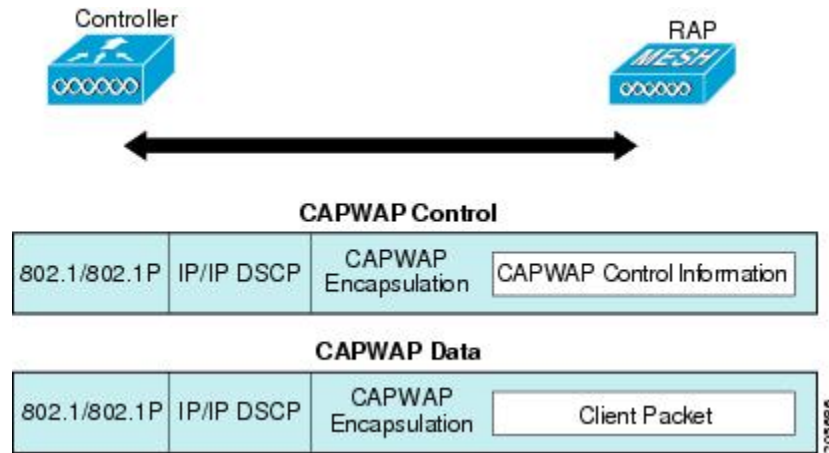 Controller
RAP
MESH
CAPWAP Control
802.1/802.1P IP/IP DSCP CAPWAP Encapsulation CAPWAP Control Information
CAPWAP Data
802.1/802.1P IP/IP DSCP CAPWAP Encapsulation Client Packet